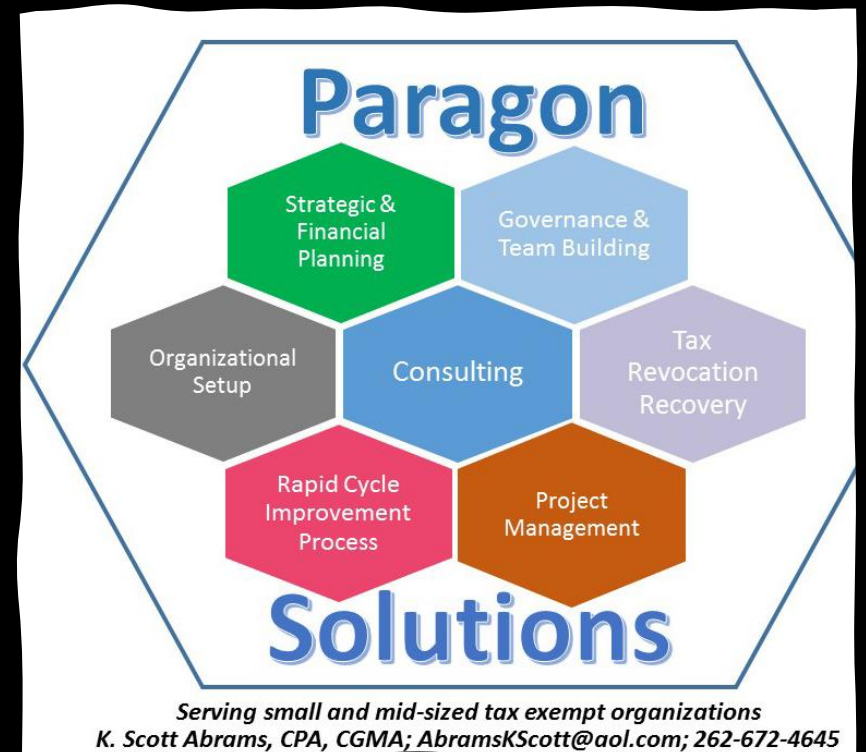 Paragon
Strategic &
Financial
Planning
Governance &
Team Building
Organizational
Setup
Consulting
Tax
Revocation
Recovery
Rapid Cycle
Improvement
Process
Project
Management
Solutions
Serving small and mid-sized tax exempt organizations
K. Scott Abrams, CPA, CGMA; AbramsKScott@aol.com; 262-672-4645